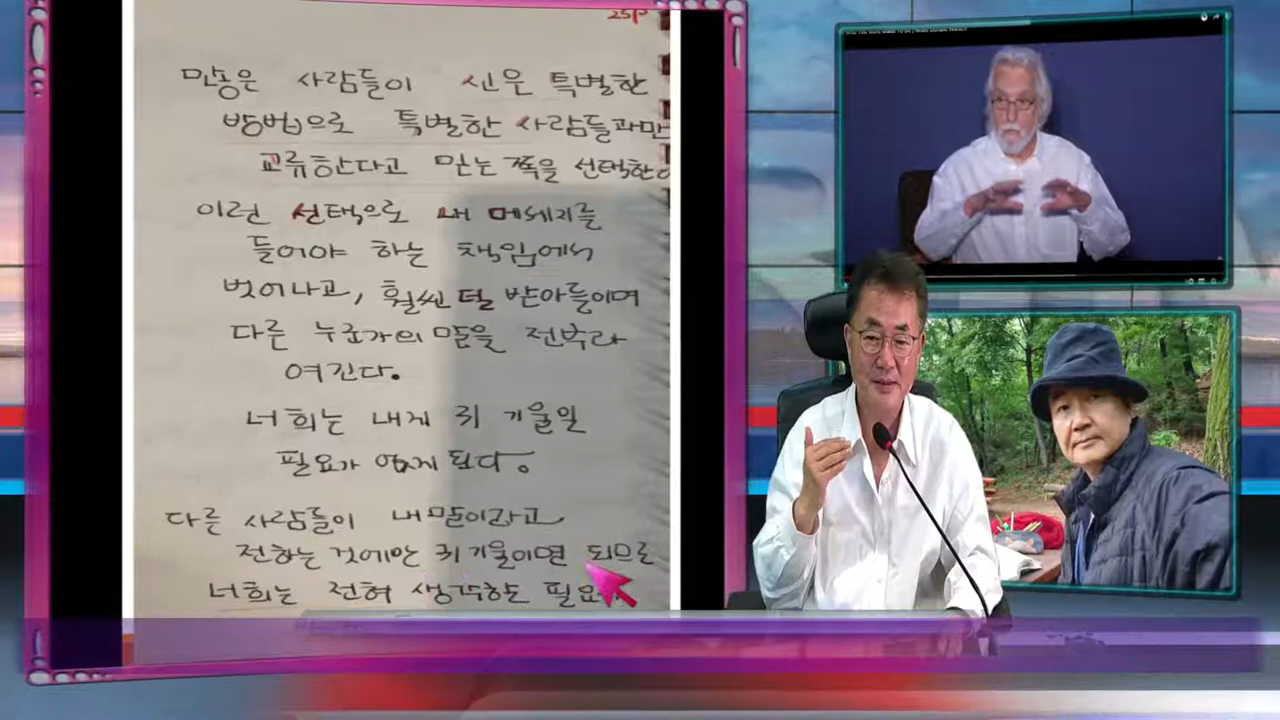 25P
많은 사람들이 신은 특별한
방법으로 특별한 사람들과만
교류한다고 믿는 쪽을 선택한
이런 선택으로 내 메세지를
들어야 하는 책임에서
벗어나고, 훨씬 덜 받아들이며
다른 누군가의 말을 전부라
여긴다.
너희는 내게 귀 기울일
필요가 없게 된다.
다른 사람들이 내 말이라고
전하는 것에만 귀 기울이면 되므로
너희는 전혀 생각할 필요